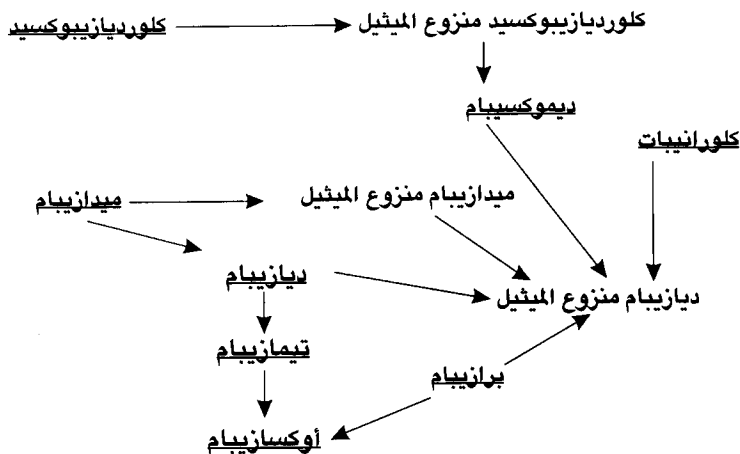 كلورديازيبوكسيد
كلورديازيبوكسيد منزوع الميثيل
ديموكسيبام
كلورانيبات
ميدازيبام
ميدازيبام منزوع الميثيل
ديازيبام
ديازيبام منزوع الميثيل
تيمازيبام
برازيبام
أوكسازيبام